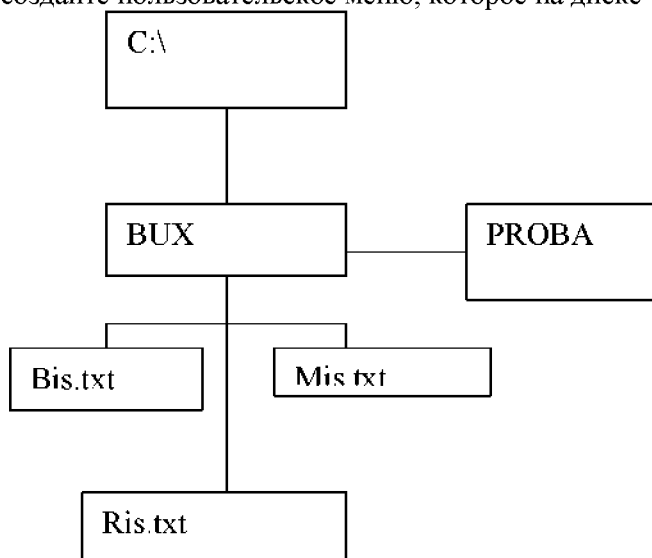 создайте пользовательское меню, которое на диске
C:\
BUX
PROBA
Bis.txt
Mis.txt
Ris.txt